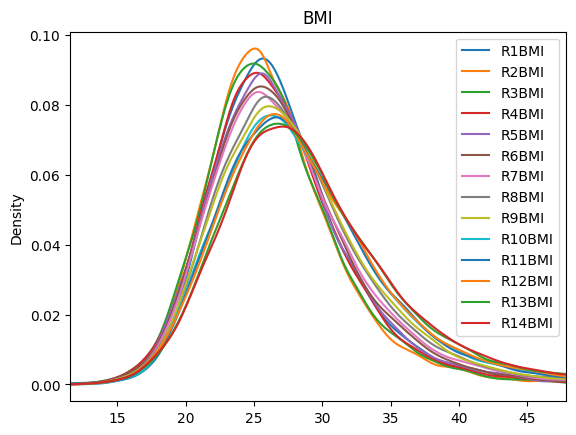 BMI
0.10
0.08
0.06
0.04
0.02
0.00
Density
15
20
25
30
35
40
45
R1BMI
R2BMI
R3BMI
R4BMI
R5BMI
R6BMI
R7BMI
R8BMI
R9BMI
R10BMI
R11BMI
R12BMI
R13BMI
R14BMI